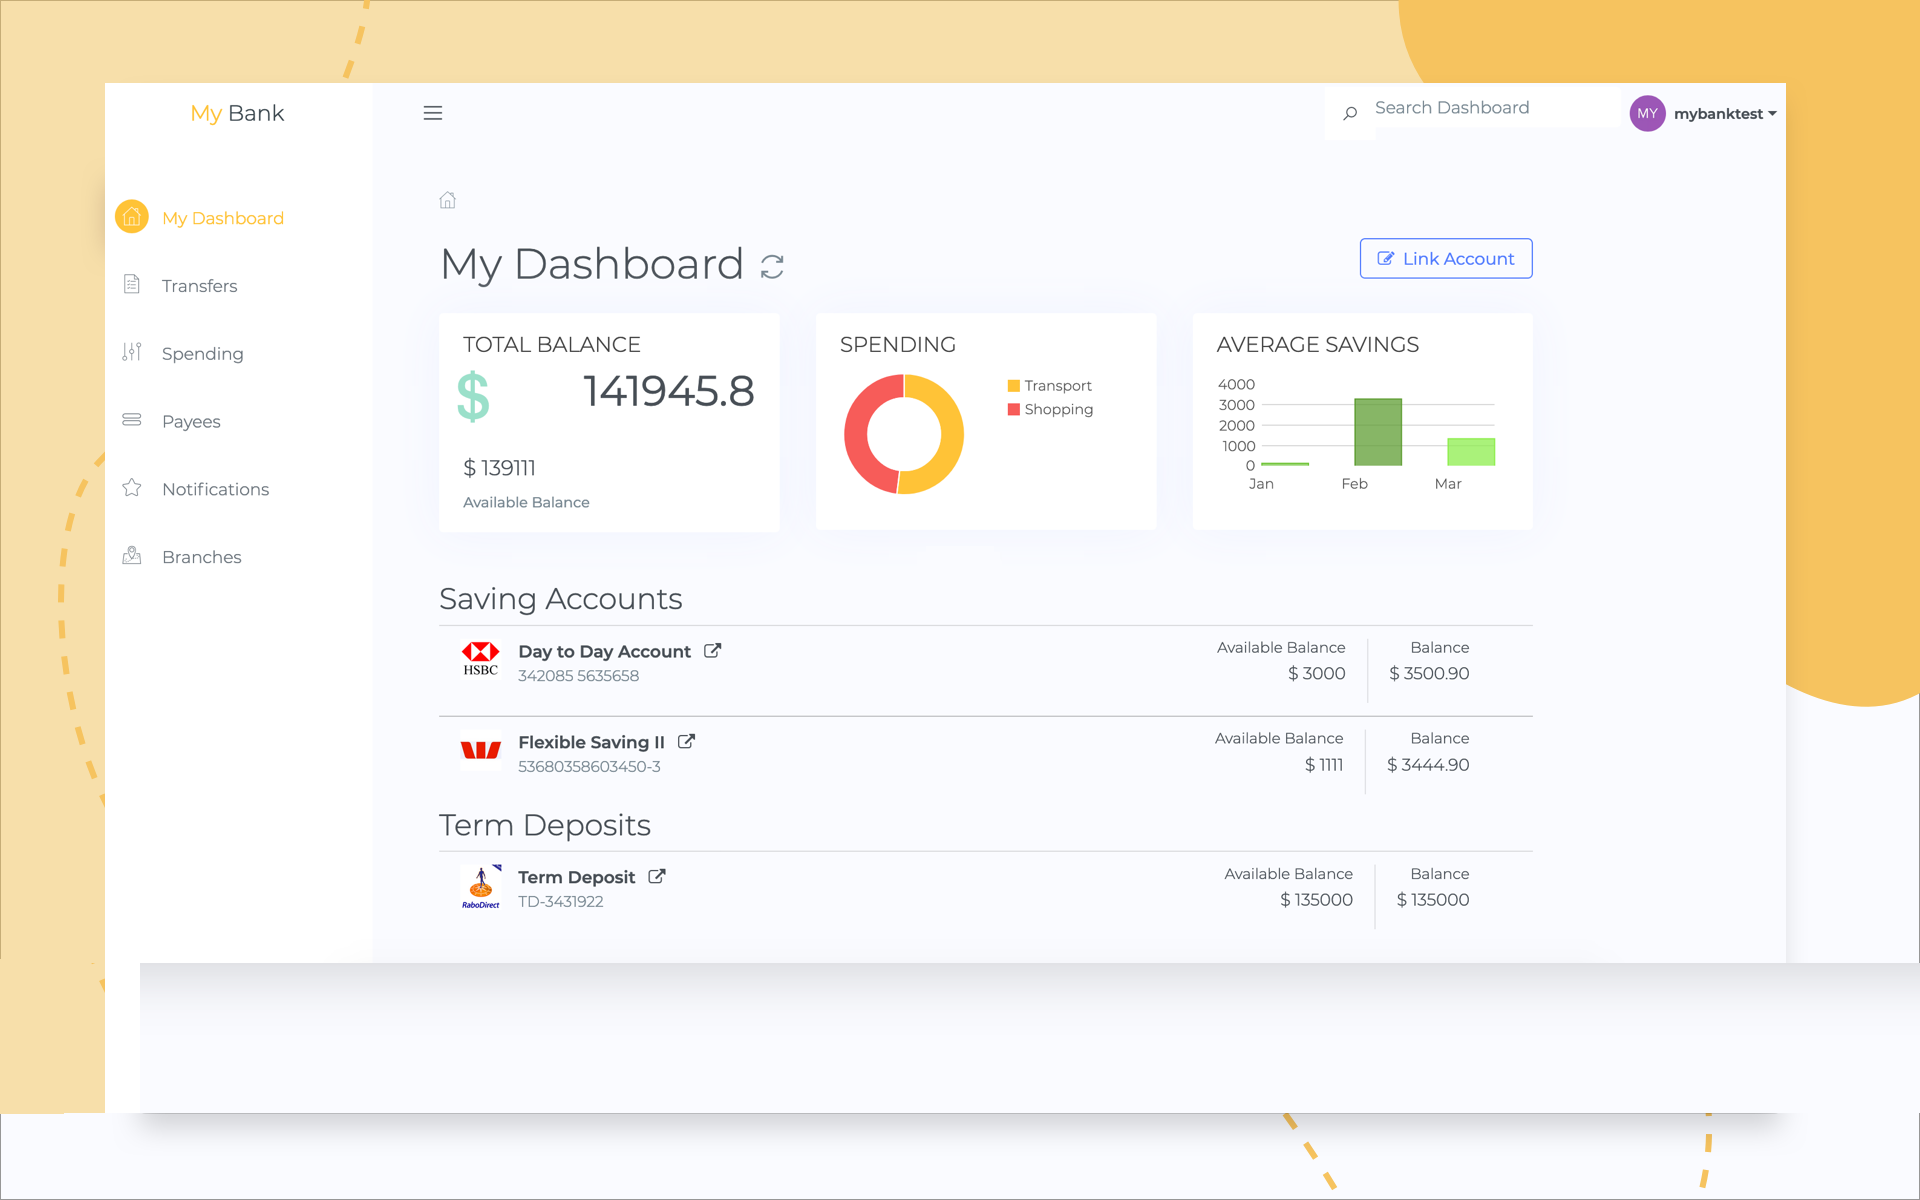 My Bank
Search Dashboard
MY mybanktest
My Dashboard
Transfers
Spending
Payees
Notifications
Branches
My Dashboard
Link Account
TOTAL BALANCE
$ 141945.8
$ 139111
Available Balance
SPENDING
Transport
Shopping
AVERAGE SAVINGS
4000
3000
2000
1000
0
Jan Feb Mar
Saving Accounts
HSBC
Day to Day Account
342085 5635658
Available Balance Balance
$ 3000 $ 3500.90
Flexible Saving II
53680358603450-3
Available Balance Balance
$ 1111 $ 3444.90
Term Deposits
RaboDirect
Term Deposit
TD-3431922
Available Balance Balance
$ 135000 $ 135000